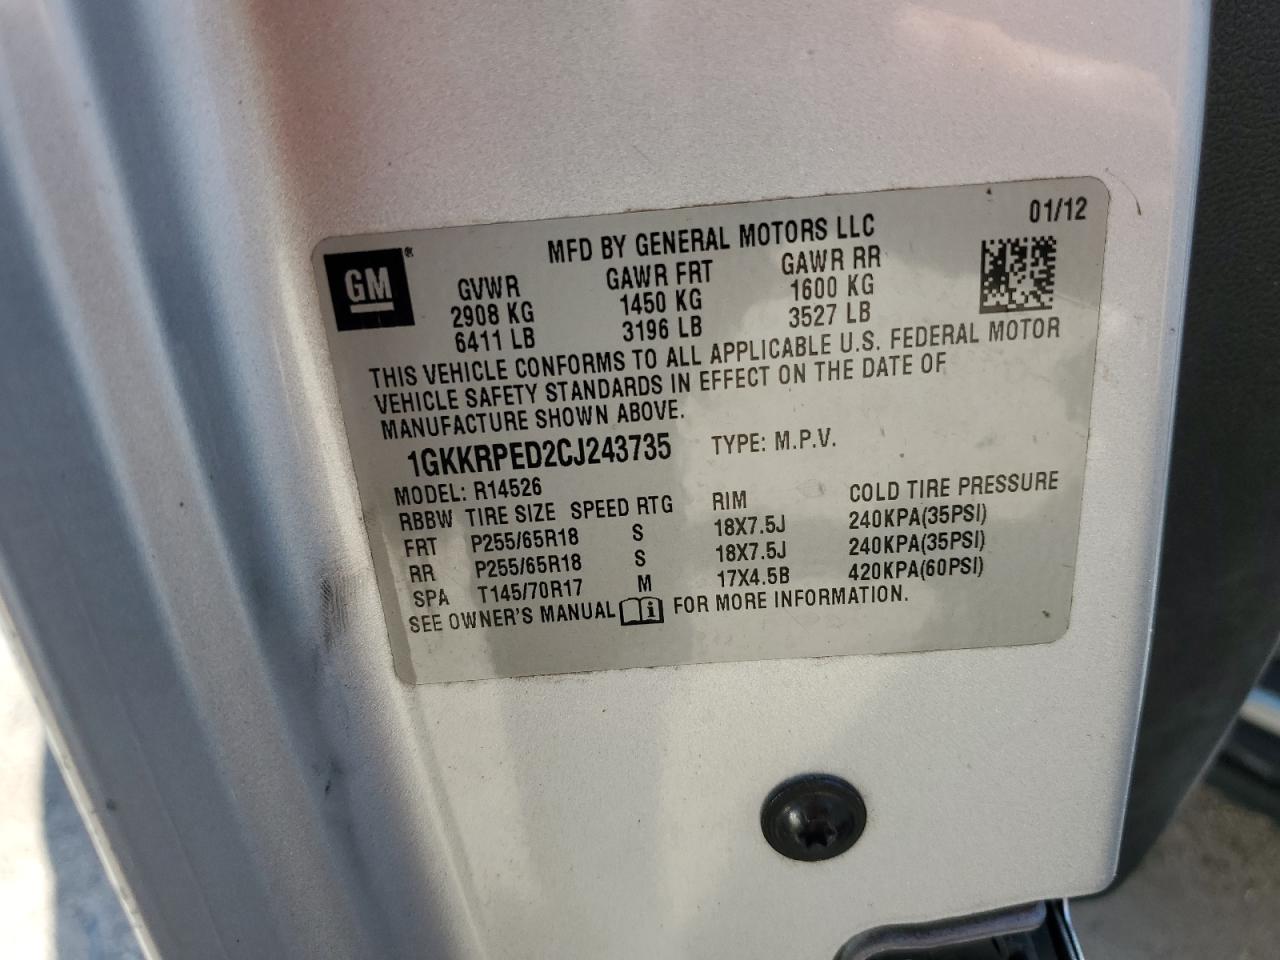 01/12
MFD BY GENERAL MOTORS LLC
GM®
GVWR GAWR FRT GAWR RR
2908 KG 1450 KG 1600 KG
6411 LB 3196 LB 3527 LB
THIS VEHICLE CONFORMS TO ALL APPLICABLE U.S. FEDERAL MOTOR
VEHICLE SAFETY STANDARDS IN EFFECT ON THE DATE OF
MANUFACTURE SHOWN ABOVE.
1GKKRPED2CJ243735 TYPE: M.P.V.
MODEL: R14526
RBBW TIRE SIZE SPEED RTG RIM COLD TIRE PRESSURE
FRT P255/65R18 S 18X7.5J 240KPA(35PSI)
RR P255/65R18 S 18X7.5J 240KPA(35PSI)
SPA T145/70R17 M 17X4.5B 420KPA(60PSI)
SEE OWNER'S MANUAL i FOR MORE INFORMATION.